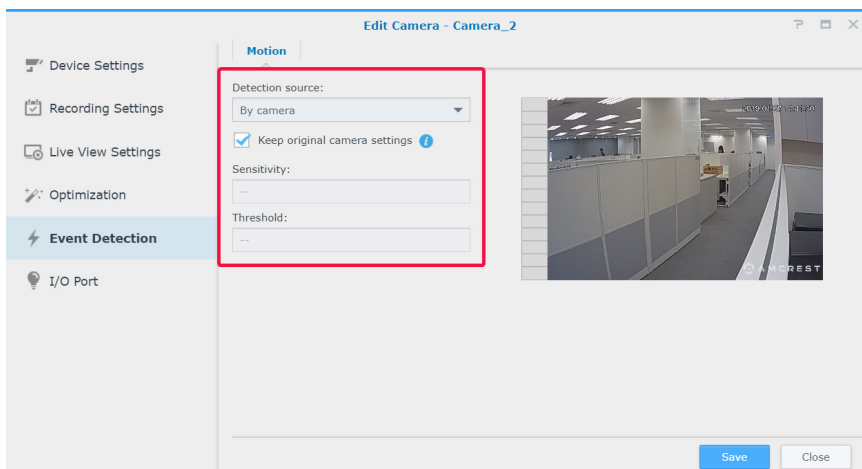 Edit Camera - Camera_2
Device Settings
Recording Settings
Live View Settings
Optimization
Event Detection
I/O Port
Motion
Detection source:
By camera
Keep original camera settings
Sensitivity:
--
Threshold:
--
AMCREST
Save
Close